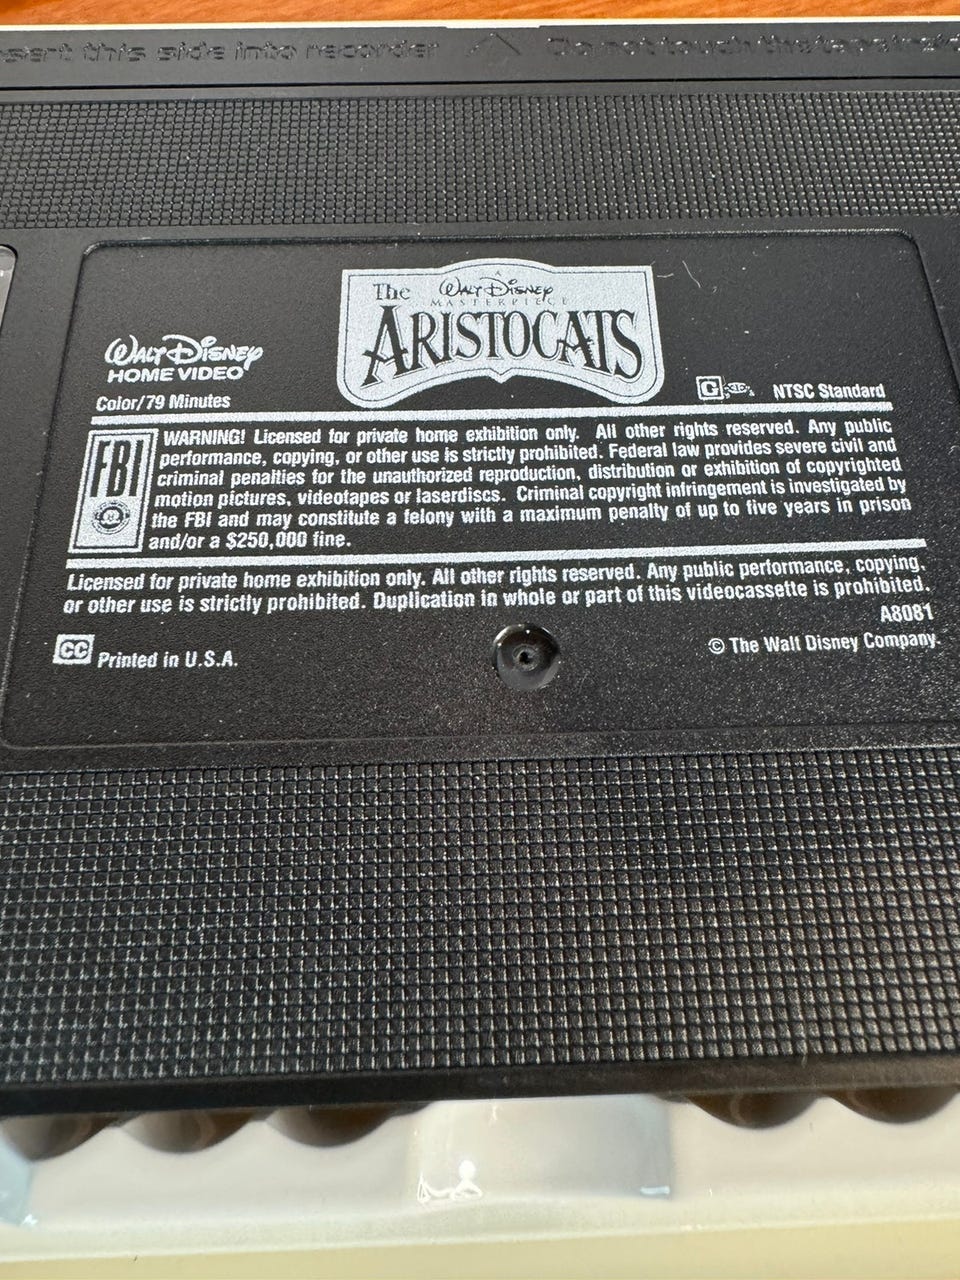 Insert this side into recorder
Do not touch the tape inside
A
The Walt Disney
MASTERPIECE
ARISTOCATS
Walt Disney
HOME VIDEO
Color/79 Minutes
G
NTSC Standard
FBI
WARNING! Licensed for private home exhibition only. All other rights reserved. Any public
performance, copying, or other use is strictly prohibited. Federal law provides severe civil and
criminal penalties for the unauthorized reproduction, distribution or exhibition of copyrighted
motion pictures, videotapes or laserdiscs. Criminal copyright infringement is investigated by
the FBI and may constitute a felony with a maximum penalty of up to five years in prison
and/or a $250,000 fine.
Licensed for private home exhibition only. All other rights reserved. Any public performance, copying,
or other use is strictly prohibited. Duplication in whole or part of this videocassette is prohibited.
A8081
CC Printed in U.S.A.
© The Walt Disney Company.